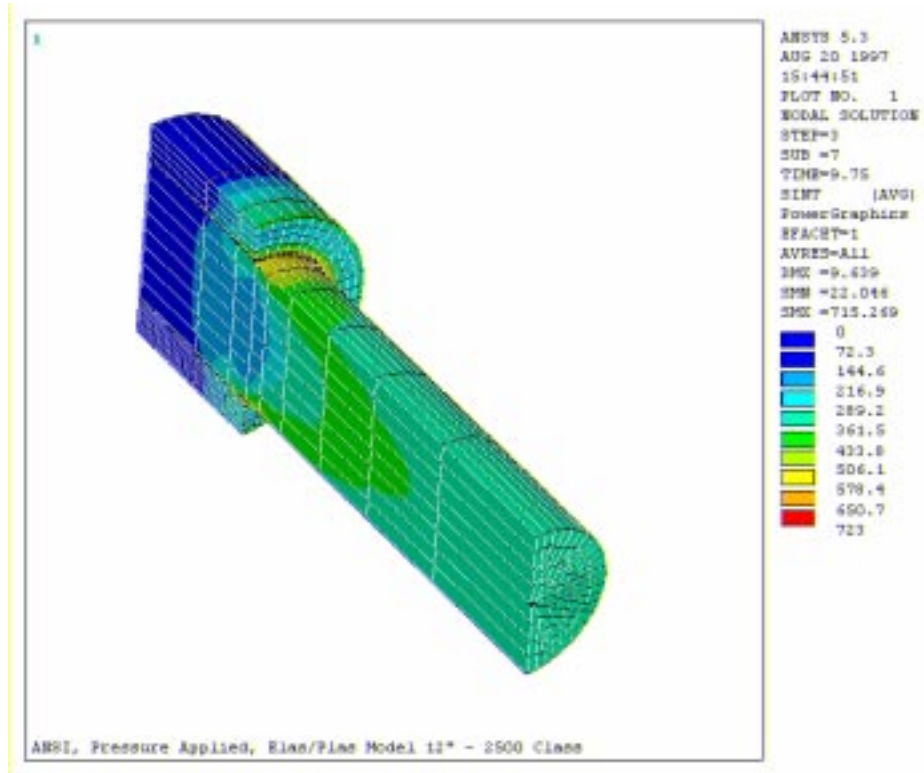 1
ANSYS 5.3
AUG 20 1997
15:44:51
PLOT NO. 1
NODAL SOLUTION
STEP=3
SUB =7
TIME=9.75
SINT (AVG)
PowerGraphics
EFACET=1
AVRES=All
DMX =9.639
SMN =22.046
SMX =715.269
0
72.3
144.6
216.9
289.2
361.5
433.8
506.1
578.4
650.7
723
ANSI, Pressure Applied, Elas/Plas Model 12" - 2500 Class